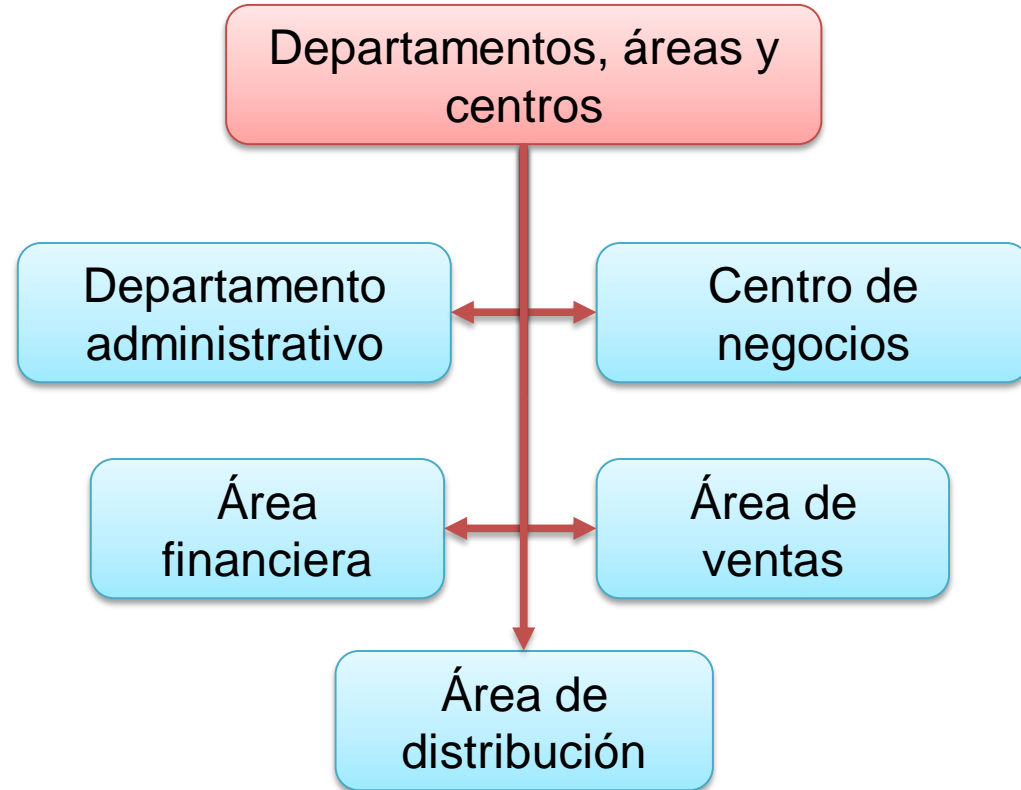 Departamentos, áreas y
centros
Departamento
administrativo
Centro de
negocios
Área
financiera
Área de
ventas
Área de
distribución